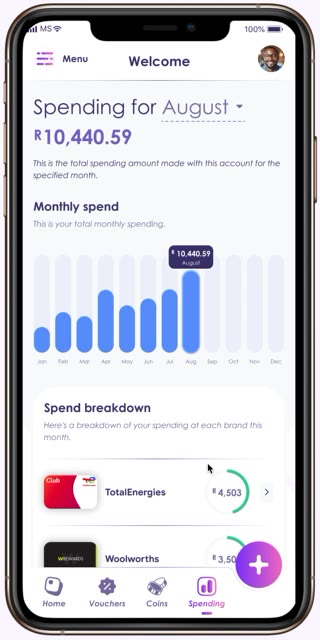 MS
100%
Menu
Welcome
Spending for August
R10,440.59
This is the total spending amount made with this account for the
specified month.
Monthly spend
This is your total monthly spending.
R 10,440.59
August
Jan Feb Mar Apr May Jun Jul Aug Sep Oct Nov Dec
Spend breakdown
Here's a breakdown of your spending at each brand this
month.
Club
TotalEnergies
R 4,503
WREWARDS
Woolworths
R 3,50
Home Vouchers Coins Spending